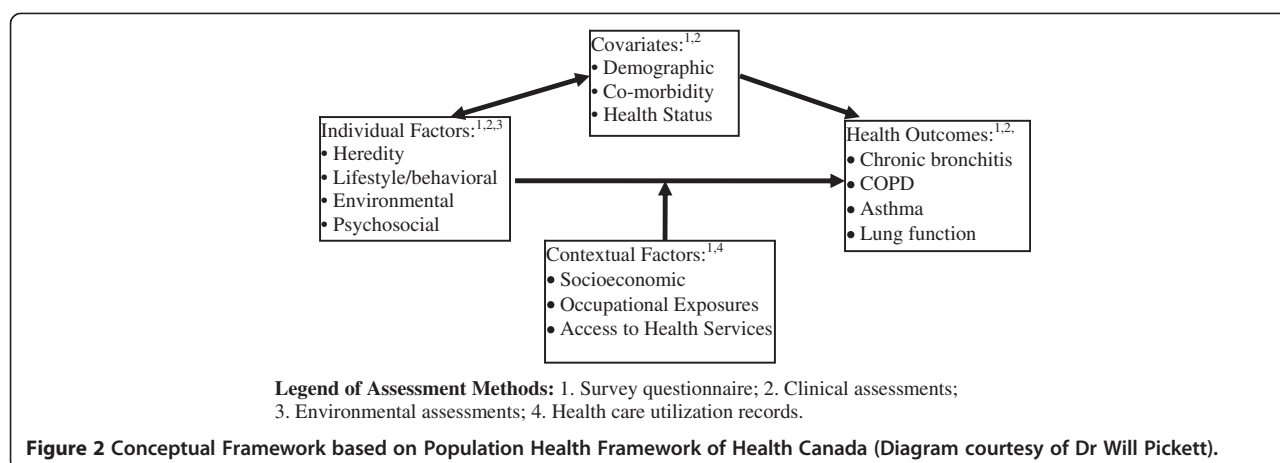 Covariates:1,2
• Demographic
• Co-morbidity
• Health Status
Individual Factors:1,2,3
• Heredity
• Lifestyle/behavioral
• Environmental
• Psychosocial
Health Outcomes:1,2,
• Chronic bronchitis
• COPD
• Asthma
• Lung function
Contextual Factors:1,4
• Socioeconomic
• Occupational Exposures
• Access to Health Services
Legend of Assessment Methods: 1. Survey questionnaire; 2. Clinical assessments;
3. Environmental assessments; 4. Health care utilization records.
Figure 2 Conceptual Framework based on Population Health Framework of Health Canada (Diagram courtesy of Dr Will Pickett).